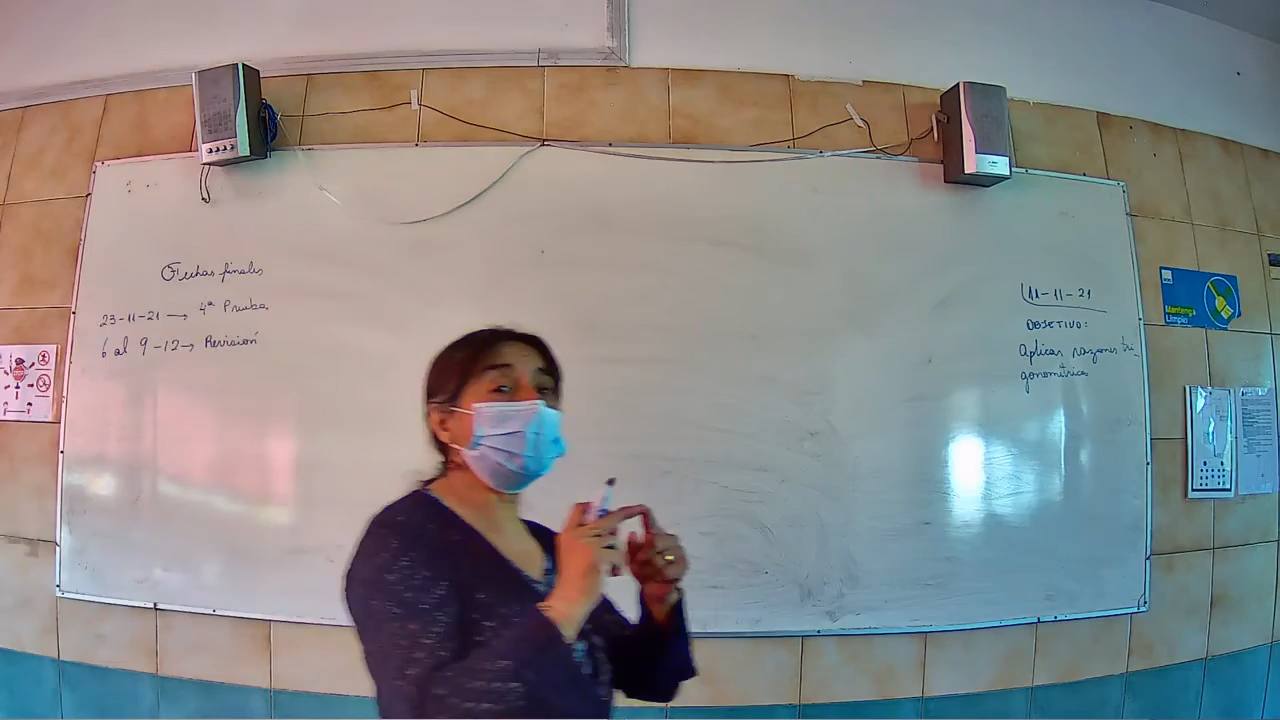 Fechas finales
23-11-21 → 4ª Prueba
6 al 9-12 → Revisión
11-11-21
OBJETIVO:
Aplicar razones tri-
gonométricas
Mantenga
Limpio